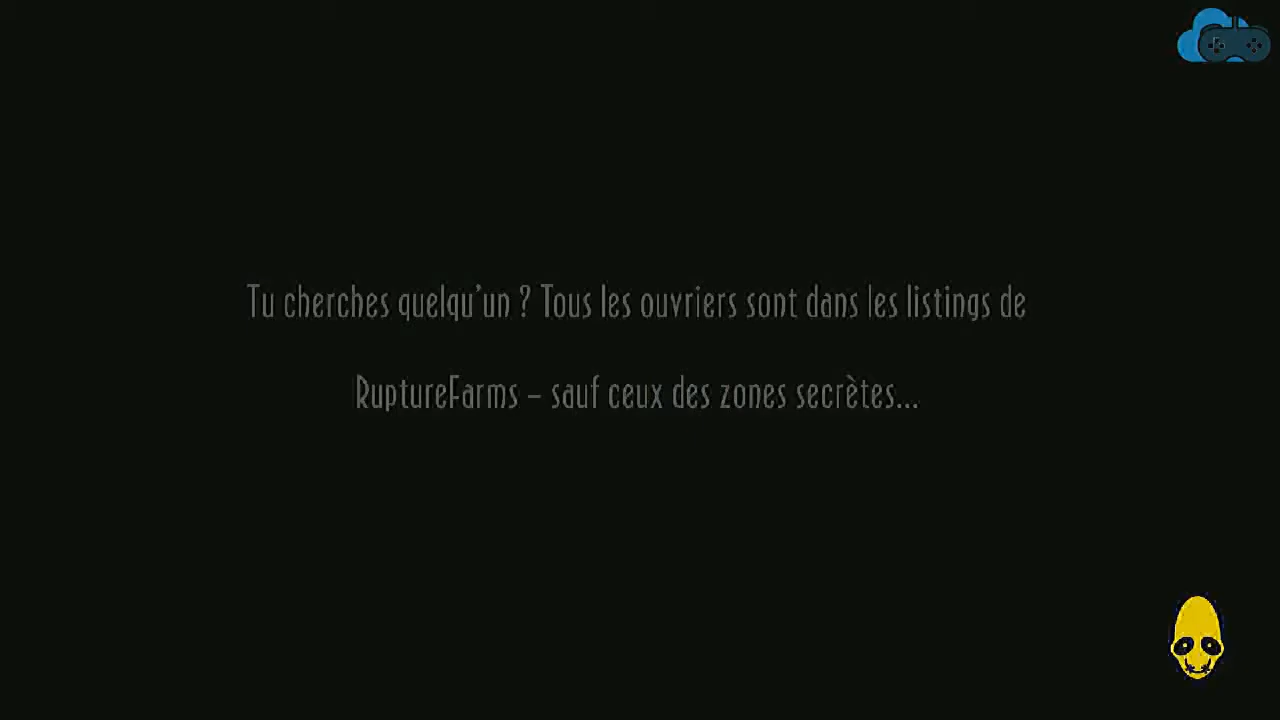 Tu cherches quelqu'un ? Tous les ouvriers sont dans les listings de
RuptureFarms – sauf ceux des zones secrètes...